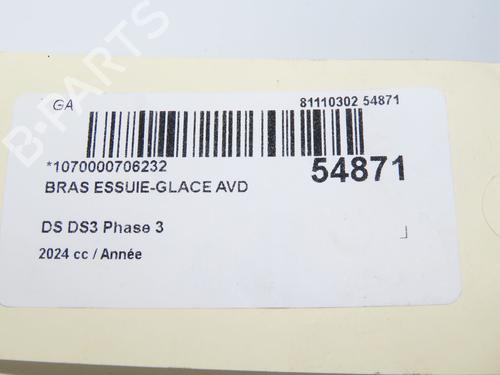 B-PARTS
GA
81110302 54871
*1070000706232
54871
BRAS ESSUIE-GLACE AVD
DS DS3 Phase 3
2024 cc / Année